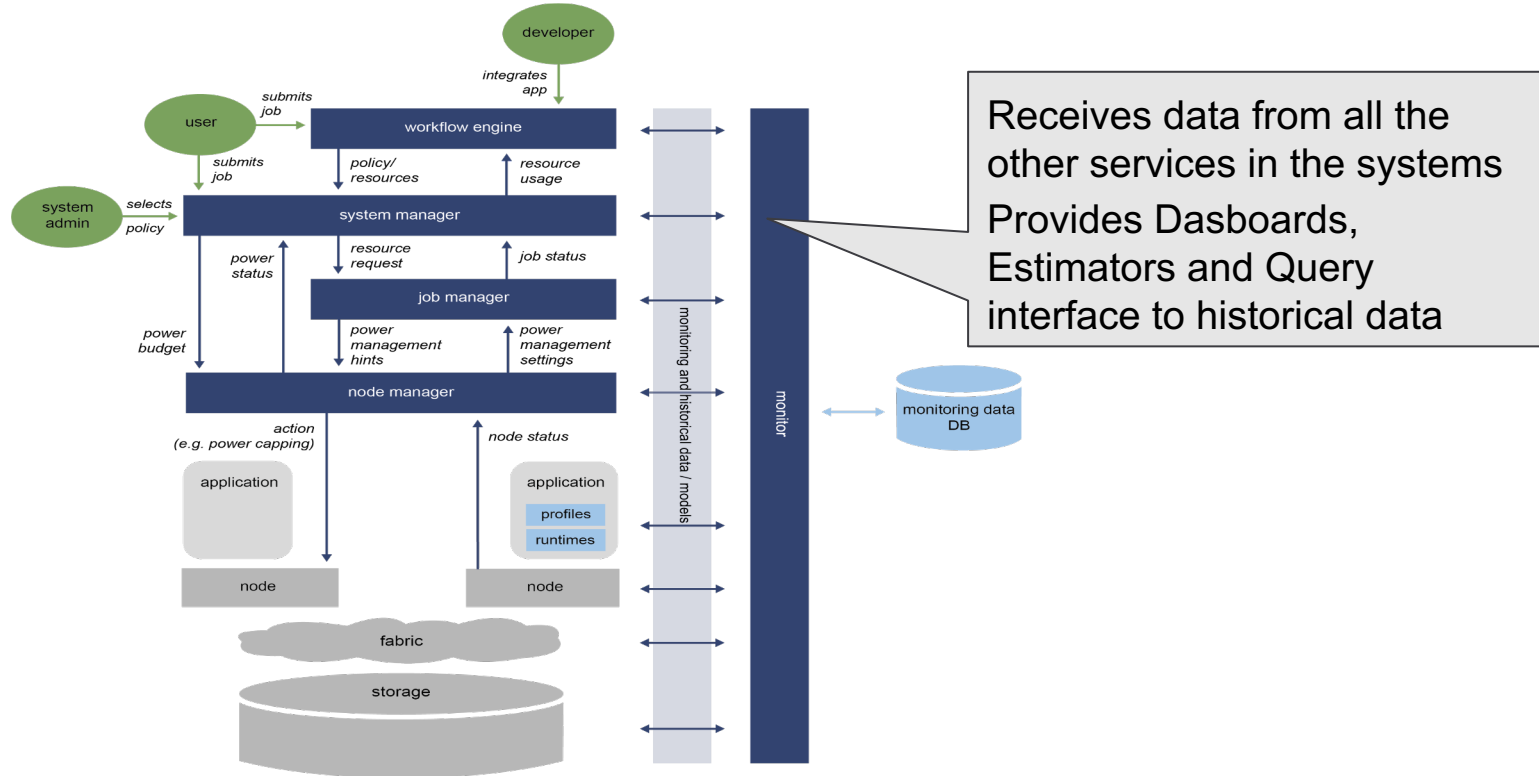 developer
integrates
app
submits
job
user
workflow engine
submits
job
policy/
resources
resource
usage
system
admin
selects
policy
system manager
power
status
resource
request
job status
job manager
power
budget
power
management
hints
power
management
settings
node manager
action
(e.g. power capping)
node status
application
application
profiles
runtimes
node
node
fabric
storage
monitoring and historical data / models
monitor
monitoring data
DB
Receives data from all the
other services in the systems
Provides Dasboards,
Estimators and Query
interface to historical data